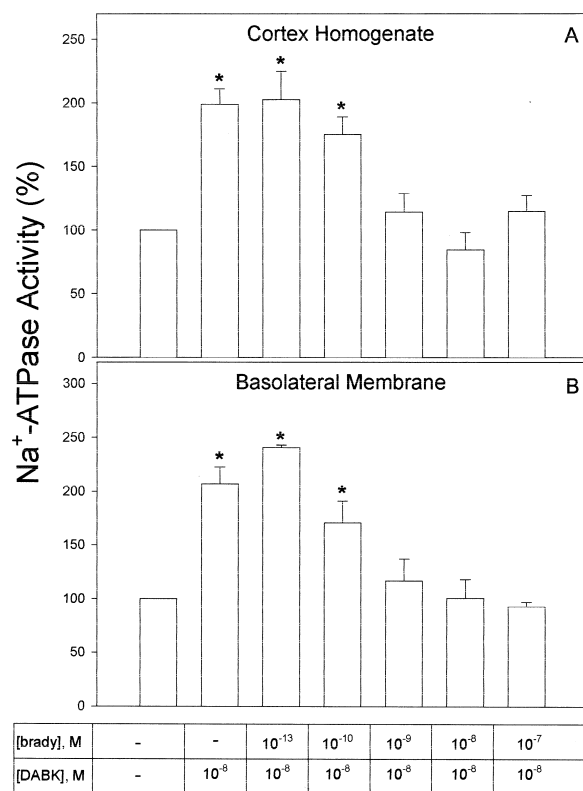 Cortex Homogenate
A
250
200
150
100
50
0
* * *
Na⁺-ATPase Activity (%)
Basolateral Membrane
B
300
250
200
150
100
50
0
* * *
[brady], M - - 10⁻¹³ 10⁻¹⁰ 10⁻⁹ 10⁻⁸ 10⁻⁷
[DABK], M - 10⁻⁸ 10⁻⁸ 10⁻⁸ 10⁻⁸ 10⁻⁸ 10⁻⁸